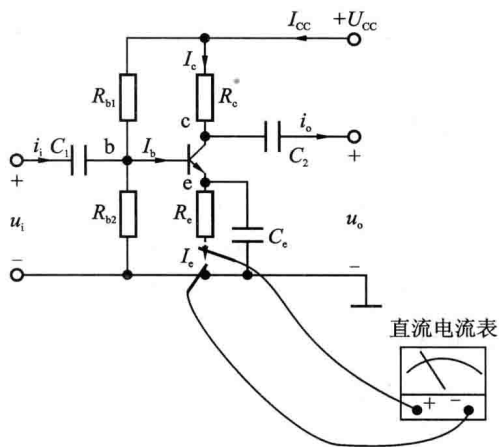 I_CC +U_CC
I_c
R_b1 R_c
c
i_i C_1 b I_b i_o
C_2
+ +
e
R_b2 R_e
u_i C_e u_o
I_e
− −
直流电流表
+ −